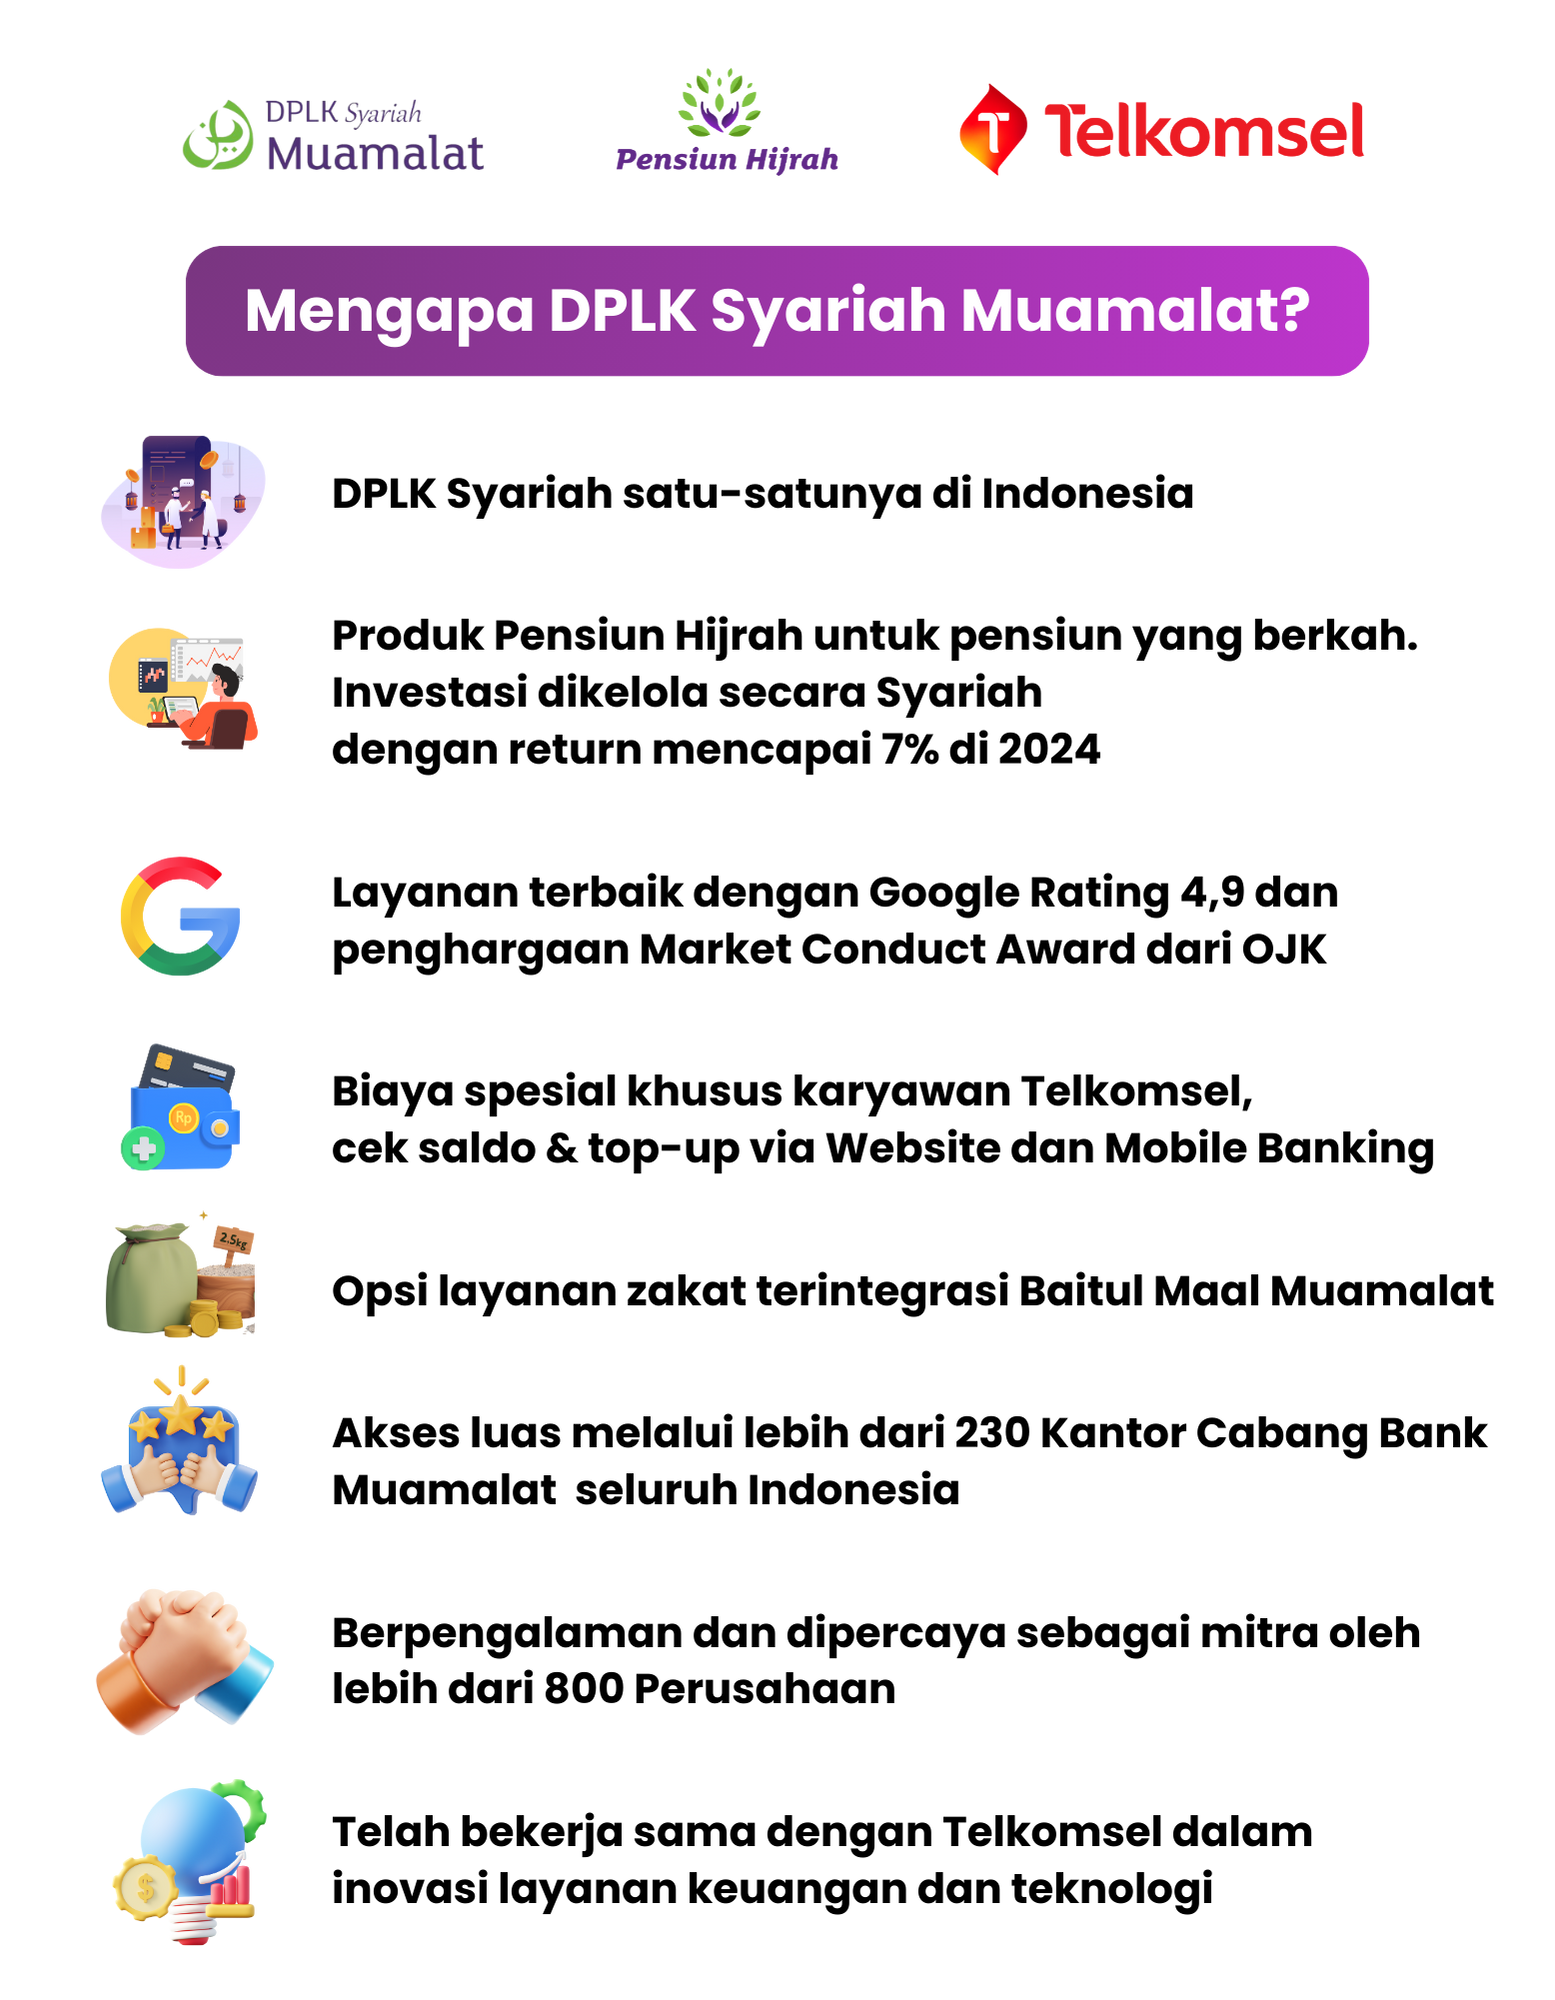 DPLK Syariah
Muamalat
Pensiun Hijrah
T Telkomsel
Mengapa DPLK Syariah Muamalat?
DPLK Syariah satu-satunya di Indonesia
Produk Pensiun Hijrah untuk pensiun yang berkah.
Investasi dikelola secara Syariah
dengan return mencapai 7% di 2024
G
Layanan terbaik dengan Google Rating 4,9 dan
penghargaan Market Conduct Award dari OJK
Rp
Biaya spesial khusus karyawan Telkomsel,
cek saldo & top-up via Website dan Mobile Banking
2.5kg
Opsi layanan zakat terintegrasi Baitul Maal Muamalat
Akses luas melalui lebih dari 230 Kantor Cabang Bank
Muamalat  seluruh Indonesia
Berpengalaman dan dipercaya sebagai mitra oleh
lebih dari 800 Perusahaan
$
Telah bekerja sama dengan Telkomsel dalam
inovasi layanan keuangan dan teknologi